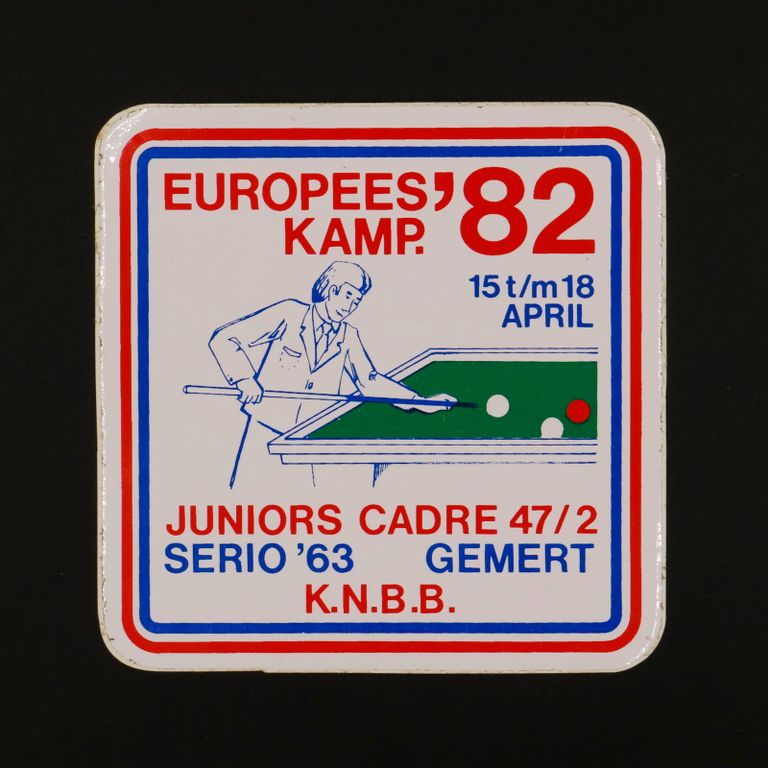 EUROPEES '82
KAMP.
15 t/m 18
APRIL
JUNIORS CADRE 47/2
SERIO '63 GEMERT
K.N.B.B.